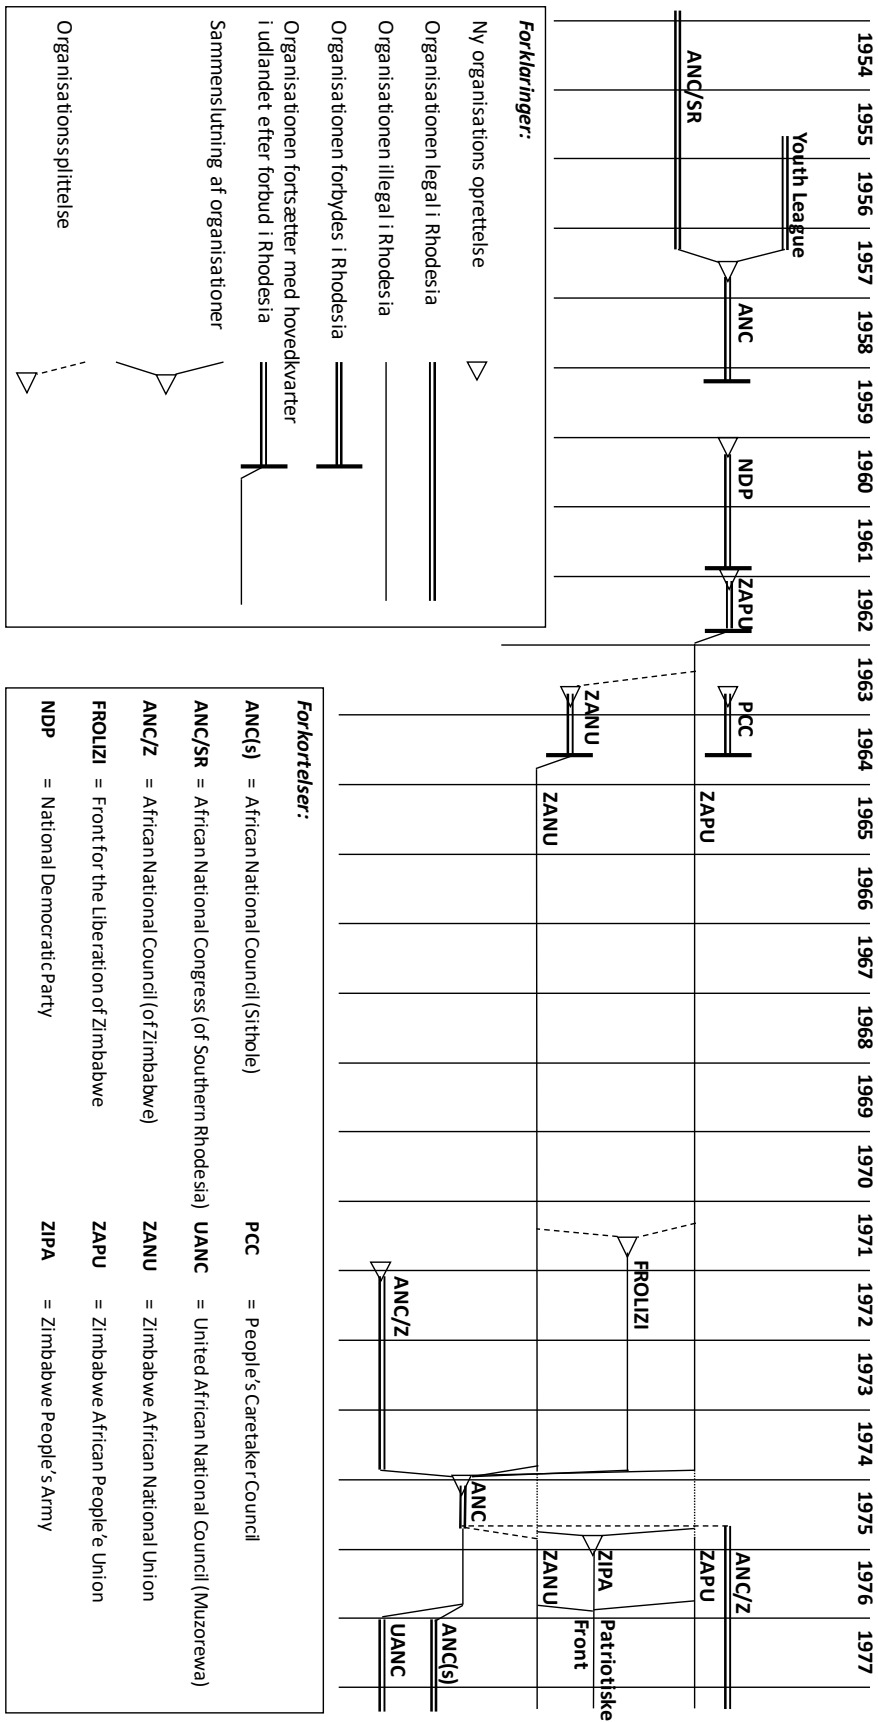 1954 1955 1956 1957 1958 1959 1960 1961 1962 1963 1964 1965 1966 1967 1968 1969 1970 1971 1972 1973 1974 1975 1976 1977
Youth League
ANC/SR
ANC
NDP
ZAPU
PCC
ZANU
ZAPU
ZANU
FROLIZI
ANC/Z
ANC
ANC/Z
ZAPU
ZIPA
ZANU
Patriotiske
Front
ANC(s)
UANC
Forklaringer:
Ny organisations oprettelse
Organisationen legal i Rhodesia
Organisationen illegal i Rhodesia
Organisationen forbydes i Rhodesia
Organisationen fortsætter med hovedkvarter
i udlandet efter forbud i Rhodesia
Sammenslutning af organisationer
Organisationssplittelse
Forkortelser:
ANC(s) = African National Council (Sithole)
ANC/SR = African National Congress (of Southern Rhodesia)
ANC/Z = African National Council (of Zimbabwe)
FROLIZI = Front for the Liberation of Zimbabwe
NDP = National Democratic Party
PCC = People's Caretaker Council
UANC = United African National Council (Muzorewa)
ZANU = Zimbabwe African National Union
ZAPU = Zimbabwe African People'e Union
ZIPA = Zimbabwe People's Army